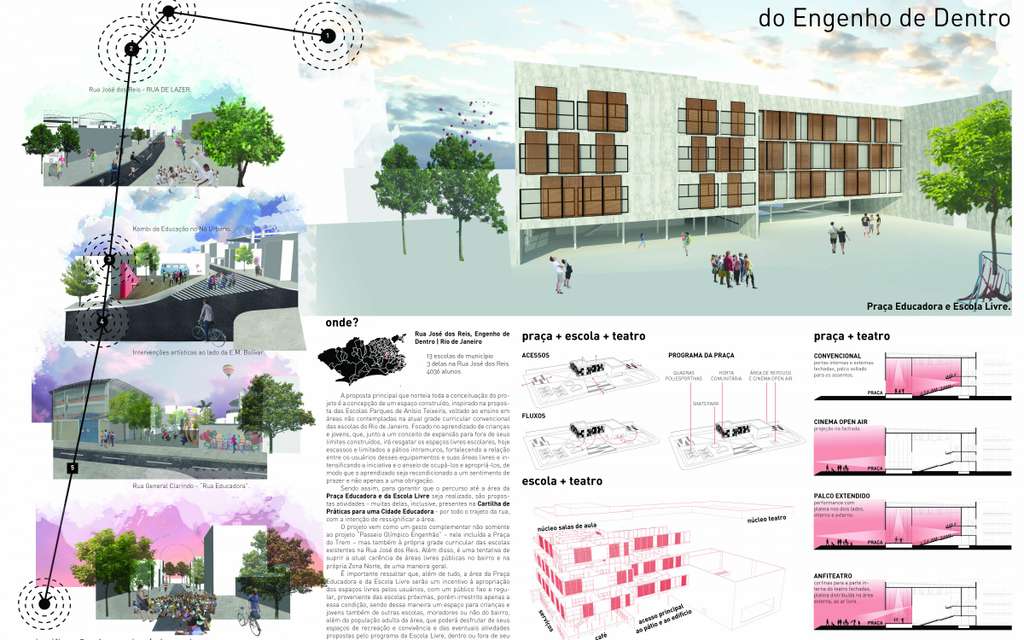 do Engenho de Dentro
1
2
Rua José dos Reis - RUA DE LAZER.
Kombi da Educação no Nó Urbano.
3
4
Intervenções artísticas ao lado da E.M. Bolívar.
5
Rua General Clarindo - "Rua Educadora".
Praça Educadora e Escola Livre.
onde?
Rua José dos Reis, Engenho de
Dentro | Rio de Janeiro
13 escolas do município
3 delas na Rua José dos Reis
4036 alunos
A proposta principal que norteia toda a conceituação do pro-
jeto é a concepção de um espaço construído, inspirado na propos-
ta das Escolas Parques de Anísio Teixeira, voltado ao ensino em
áreas não contempladas na atual grade curricular convencional
das escolas do Rio de Janeiro. Focado no aprendizado de crianças
e jovens, que, junto a um conceito de expansão para fora de seus
limites construídos, irá resgatar os espaços livres escolares, hoje
escassos e limitados a pátios intramuros, fortalecendo a relação
entre os usuários desses equipamentos e suas áreas livres e in-
tensificando a iniciativa e o anseio de ocupá-los e apropriá-los, de
modo que o aprendizado seja recondicionado a um sentimento de
prazer e não apenas a uma obrigação.
Sendo assim, para garantir que o percurso até a área da
Praça Educadora e da Escola Livre seja realizado, são propos-
tas atividades - muitas delas, inclusive, presentes na Cartilha de
Práticas para uma Cidade Educadora - por todo o trajeto da rua,
com a intenção de ressignificar a área.
O projeto vem como um gesto complementar não somente
ao projeto "Passeio Olímpico Engenhão" - nele incluída a Praça
do Trem - mas também à própria grade curricular das escolas
existentes na Rua José dos Reis. Além disso, é uma tentativa de
suprir a atual carência de áreas livres públicas no bairro e na
própria Zona Norte, de uma maneira geral.
É importante ressaltar que, além de tudo, a área da Praça
Educadora e da Escola Livre serão um incentivo à apropriação
dos espaços livres pelos usuários, com um público fixo e regu-
lar, proveniente das escolas próximas, porém irrestrito apenas a
essa condição, sendo dessa maneira um espaço para crianças e
jovens também de outras escolas, moradores ou não do bairro,
além da população adulta da área, que poderá desfrutar de seus
espaços de recreação e convivência e das eventuais atividades
propostas pelo programa da Escola Livre, dentro ou fora de seu
praça + escola + teatro
ACESSOS
FLUXOS
PROGRAMA DA PRAÇA
QUADRAS
POLIESPORTIVAS
HORTA
COMUNITÁRIA
ÁREA DE REPOUSO
E CINEMA OPEN AIR
SKATE PARK
escola + teatro
núcleo salas de aula
núcleo teatro
serviços
café
acesso principal
ao pátio e ao edifício
praça + teatro
CONVENCIONAL
portas internas e externas
fechadas, palco voltado
para os assentos.
PRAÇA
CINEMA OPEN AIR
projeção na fachada
PRAÇA
PALCO EXTENDIDO
performance com
plateia nos dois lados,
interno e externo.
PRAÇA
ANFITEATRO
cortinas para a parte in-
terna do teatro fechadas,
plateia distribuída na área
externa, ao ar livre.
PRAÇA